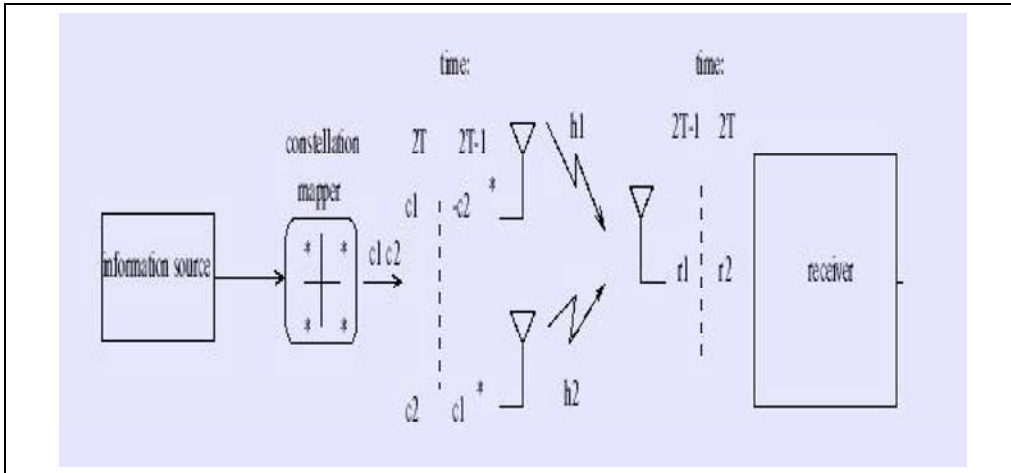 time: time:
2T 2T-1 h1 2T-1 2T
constellation
mapper
c1 -c2 *
information source
* *
c1 c2
r1 r2
receiver
* *
c2 c1 *
h2